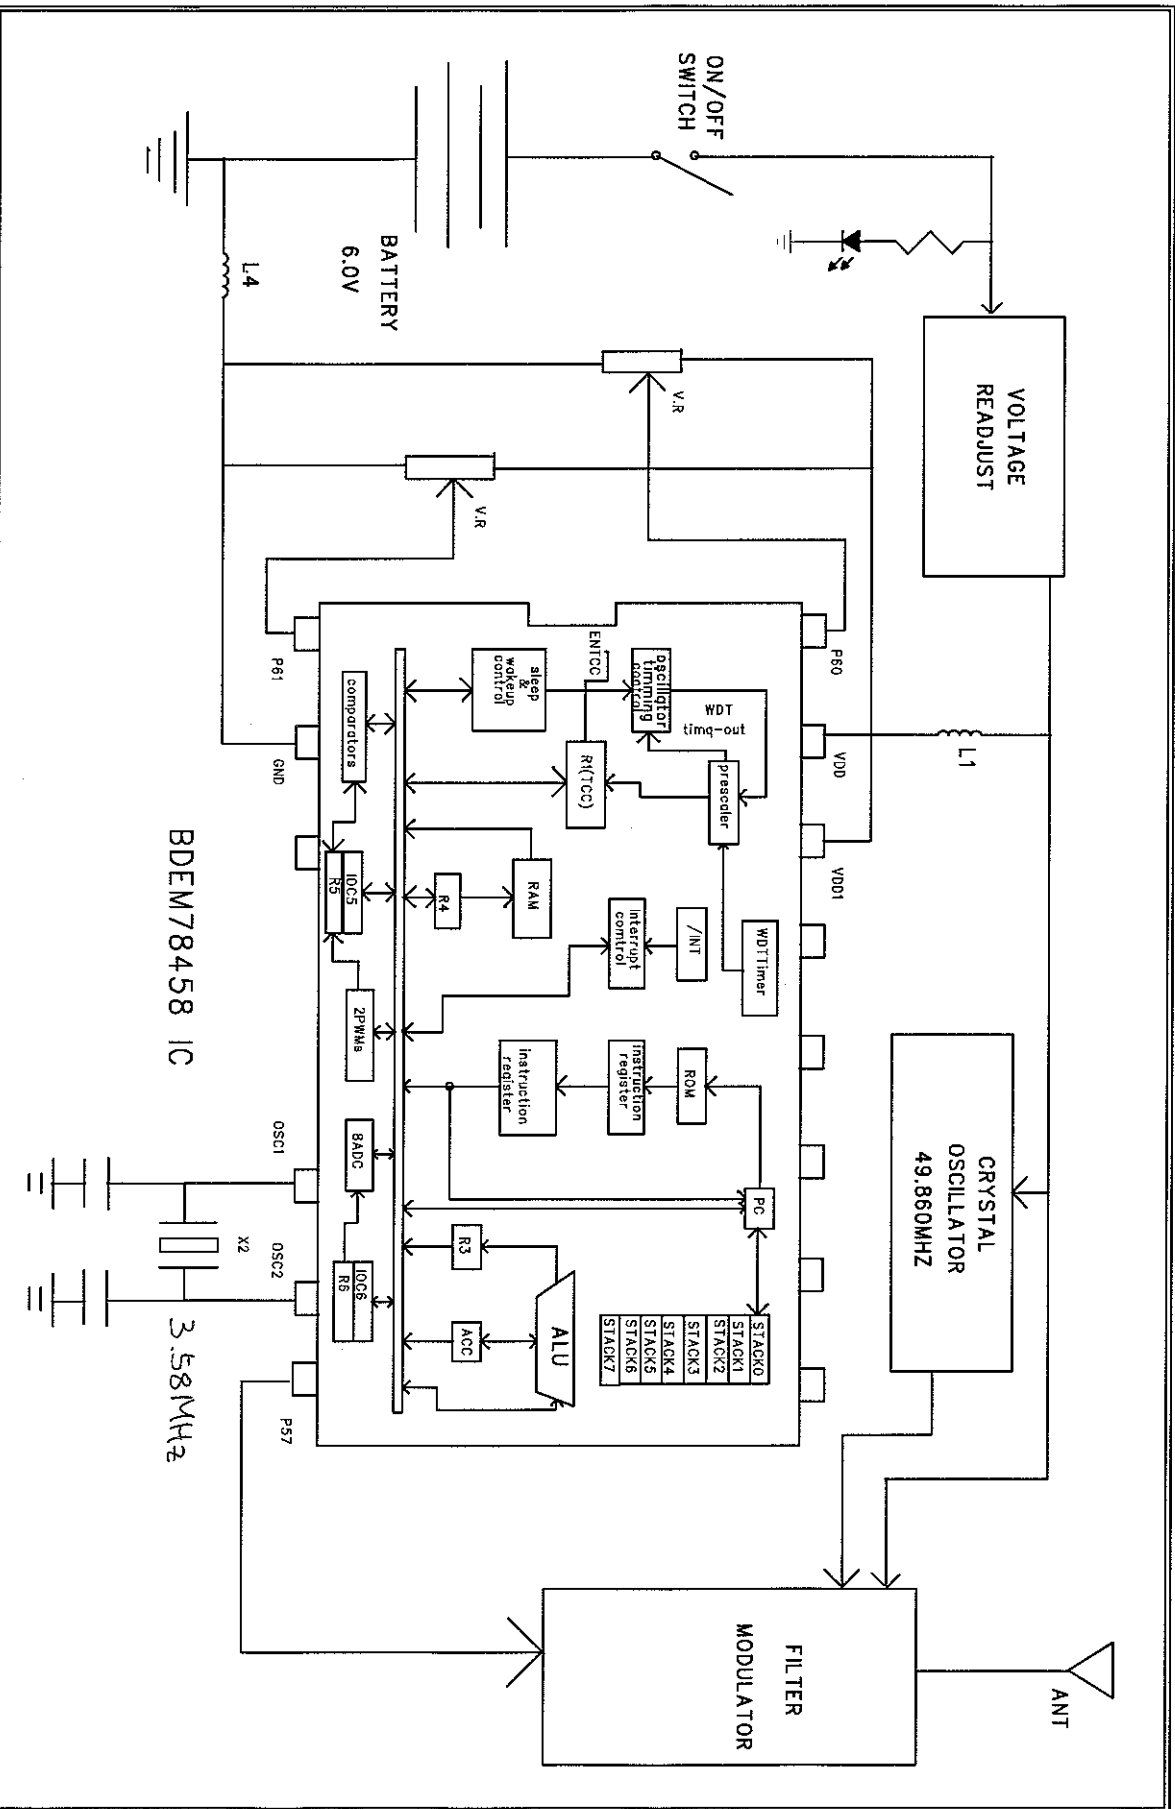 ON/OFF
SWITCH
BATTERY
6.0V
L4
VOLTAGE
READJUST
V.R
V.R
L1
CRYSTAL
OSCILLATOR
49.860MHZ
FILTER
MODULATOR
ANT
P60
VDD
VDD1
P61
GND
OSC1
OSC2
P57
ENTCC
oscillator
timming
control
WDT
timq-out
prescaler
WDTTimer
sleep
&
wakeup
control
R1(TCC)
/INT
Interrupt
comtrol
RAM
R4
ROM
instruction
register
instruction
register
PC
STACK0
STACK1
STACK2
STACK3
STACK4
STACK5
STACK6
STACK7
ALU
R3
ACC
comparators
IOC5
R5
2PWMs
8ADC
IOC6
R6
BDEM78458 IC
X2
3.58MHz